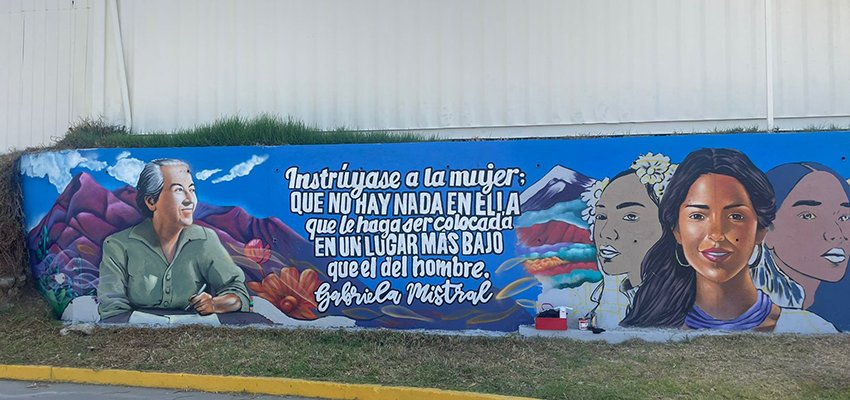 Instrúyase a la mujer;
QUE NO HAY NADA EN ELLA
que le haga ser colocada
EN UN LUGAR MÁS BAJO
que el del hombre.
Gabriela Mistral